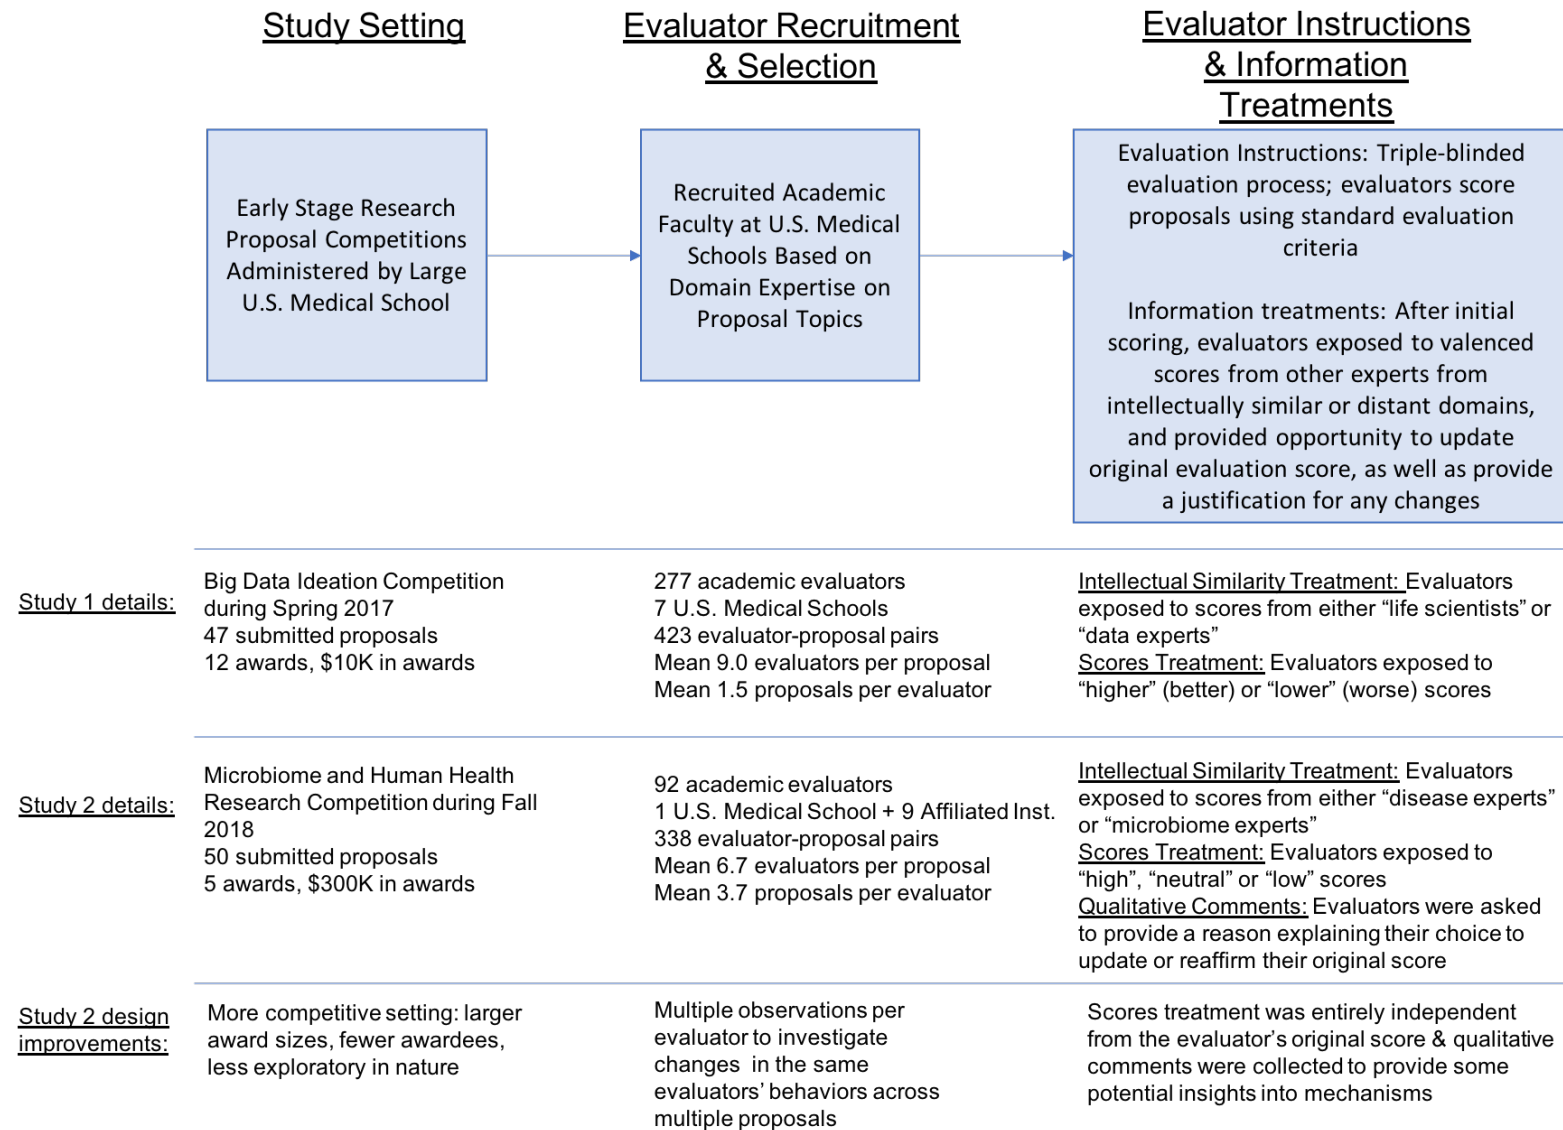 Study Setting
Evaluator Recruitment
& Selection
Evaluator Instructions
& Information
Treatments
Early Stage Research
Proposal Competitions
Administered by Large
U.S. Medical School
Recruited Academic
Faculty at U.S. Medical
Schools Based on
Domain Expertise on
Proposal Topics
Evaluation Instructions: Triple-blinded
evaluation process; evaluators score
proposals using standard evaluation
criteria
Information treatments: After initial
scoring, evaluators exposed to valenced
scores from other experts from
intellectually similar or distant domains,
and provided opportunity to update
original evaluation score, as well as provide
a justification for any changes
Study 1 details:
Big Data Ideation Competition
during Spring 2017
47 submitted proposals
12 awards, $10K in awards
277 academic evaluators
7 U.S. Medical Schools
423 evaluator-proposal pairs
Mean 9.0 evaluators per proposal
Mean 1.5 proposals per evaluator
Intellectual Similarity Treatment: Evaluators
exposed to scores from either “life scientists” or
“data experts”
Scores Treatment: Evaluators exposed to
“higher” (better) or “lower” (worse) scores
Study 2 details:
Microbiome and Human Health
Research Competition during Fall
2018
50 submitted proposals
5 awards, $300K in awards
92 academic evaluators
1 U.S. Medical School + 9 Affiliated Inst.
338 evaluator-proposal pairs
Mean 6.7 evaluators per proposal
Mean 3.7 proposals per evaluator
Intellectual Similarity Treatment: Evaluators
exposed to scores from either “disease experts”
or “microbiome experts”
Scores Treatment: Evaluators exposed to
“high”, “neutral” or “low” scores
Qualitative Comments: Evaluators were asked
to provide a reason explaining their choice to
update or reaffirm their original score
Study 2 design
improvements:
More competitive setting: larger
award sizes, fewer awardees,
less exploratory in nature
Multiple observations per
evaluator to investigate
changes in the same
evaluators’ behaviors across
multiple proposals
Scores treatment was entirely independent
from the evaluator’s original score & qualitative
comments were collected to provide some
potential insights into mechanisms